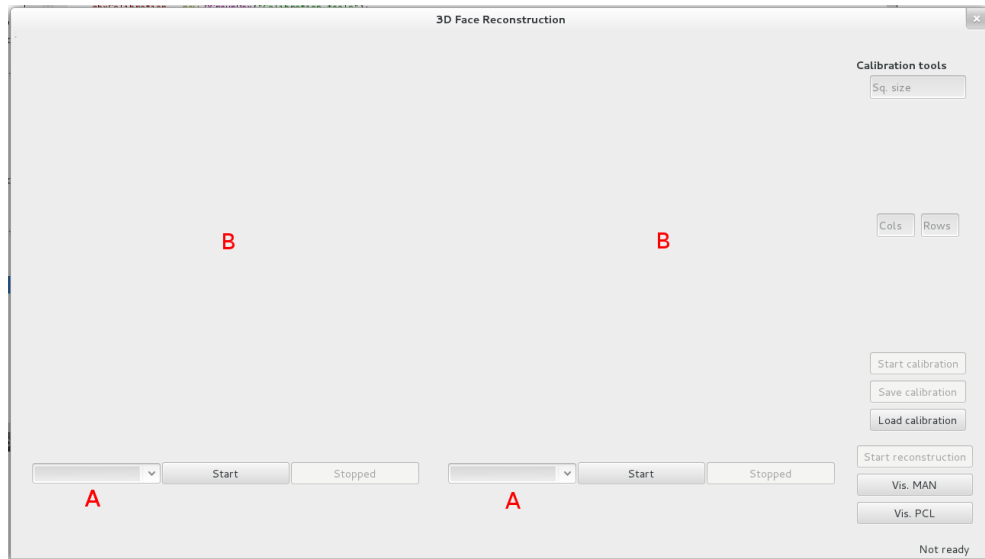 3D Face Reconstruction
Calibration tools
Sq. size
B
B
Cols Rows
Start calibration
Save calibration
Load calibration
Start Stopped
Start Stopped
Start reconstruction
A
A
Vis. MAN
Vis. PCL
Not ready